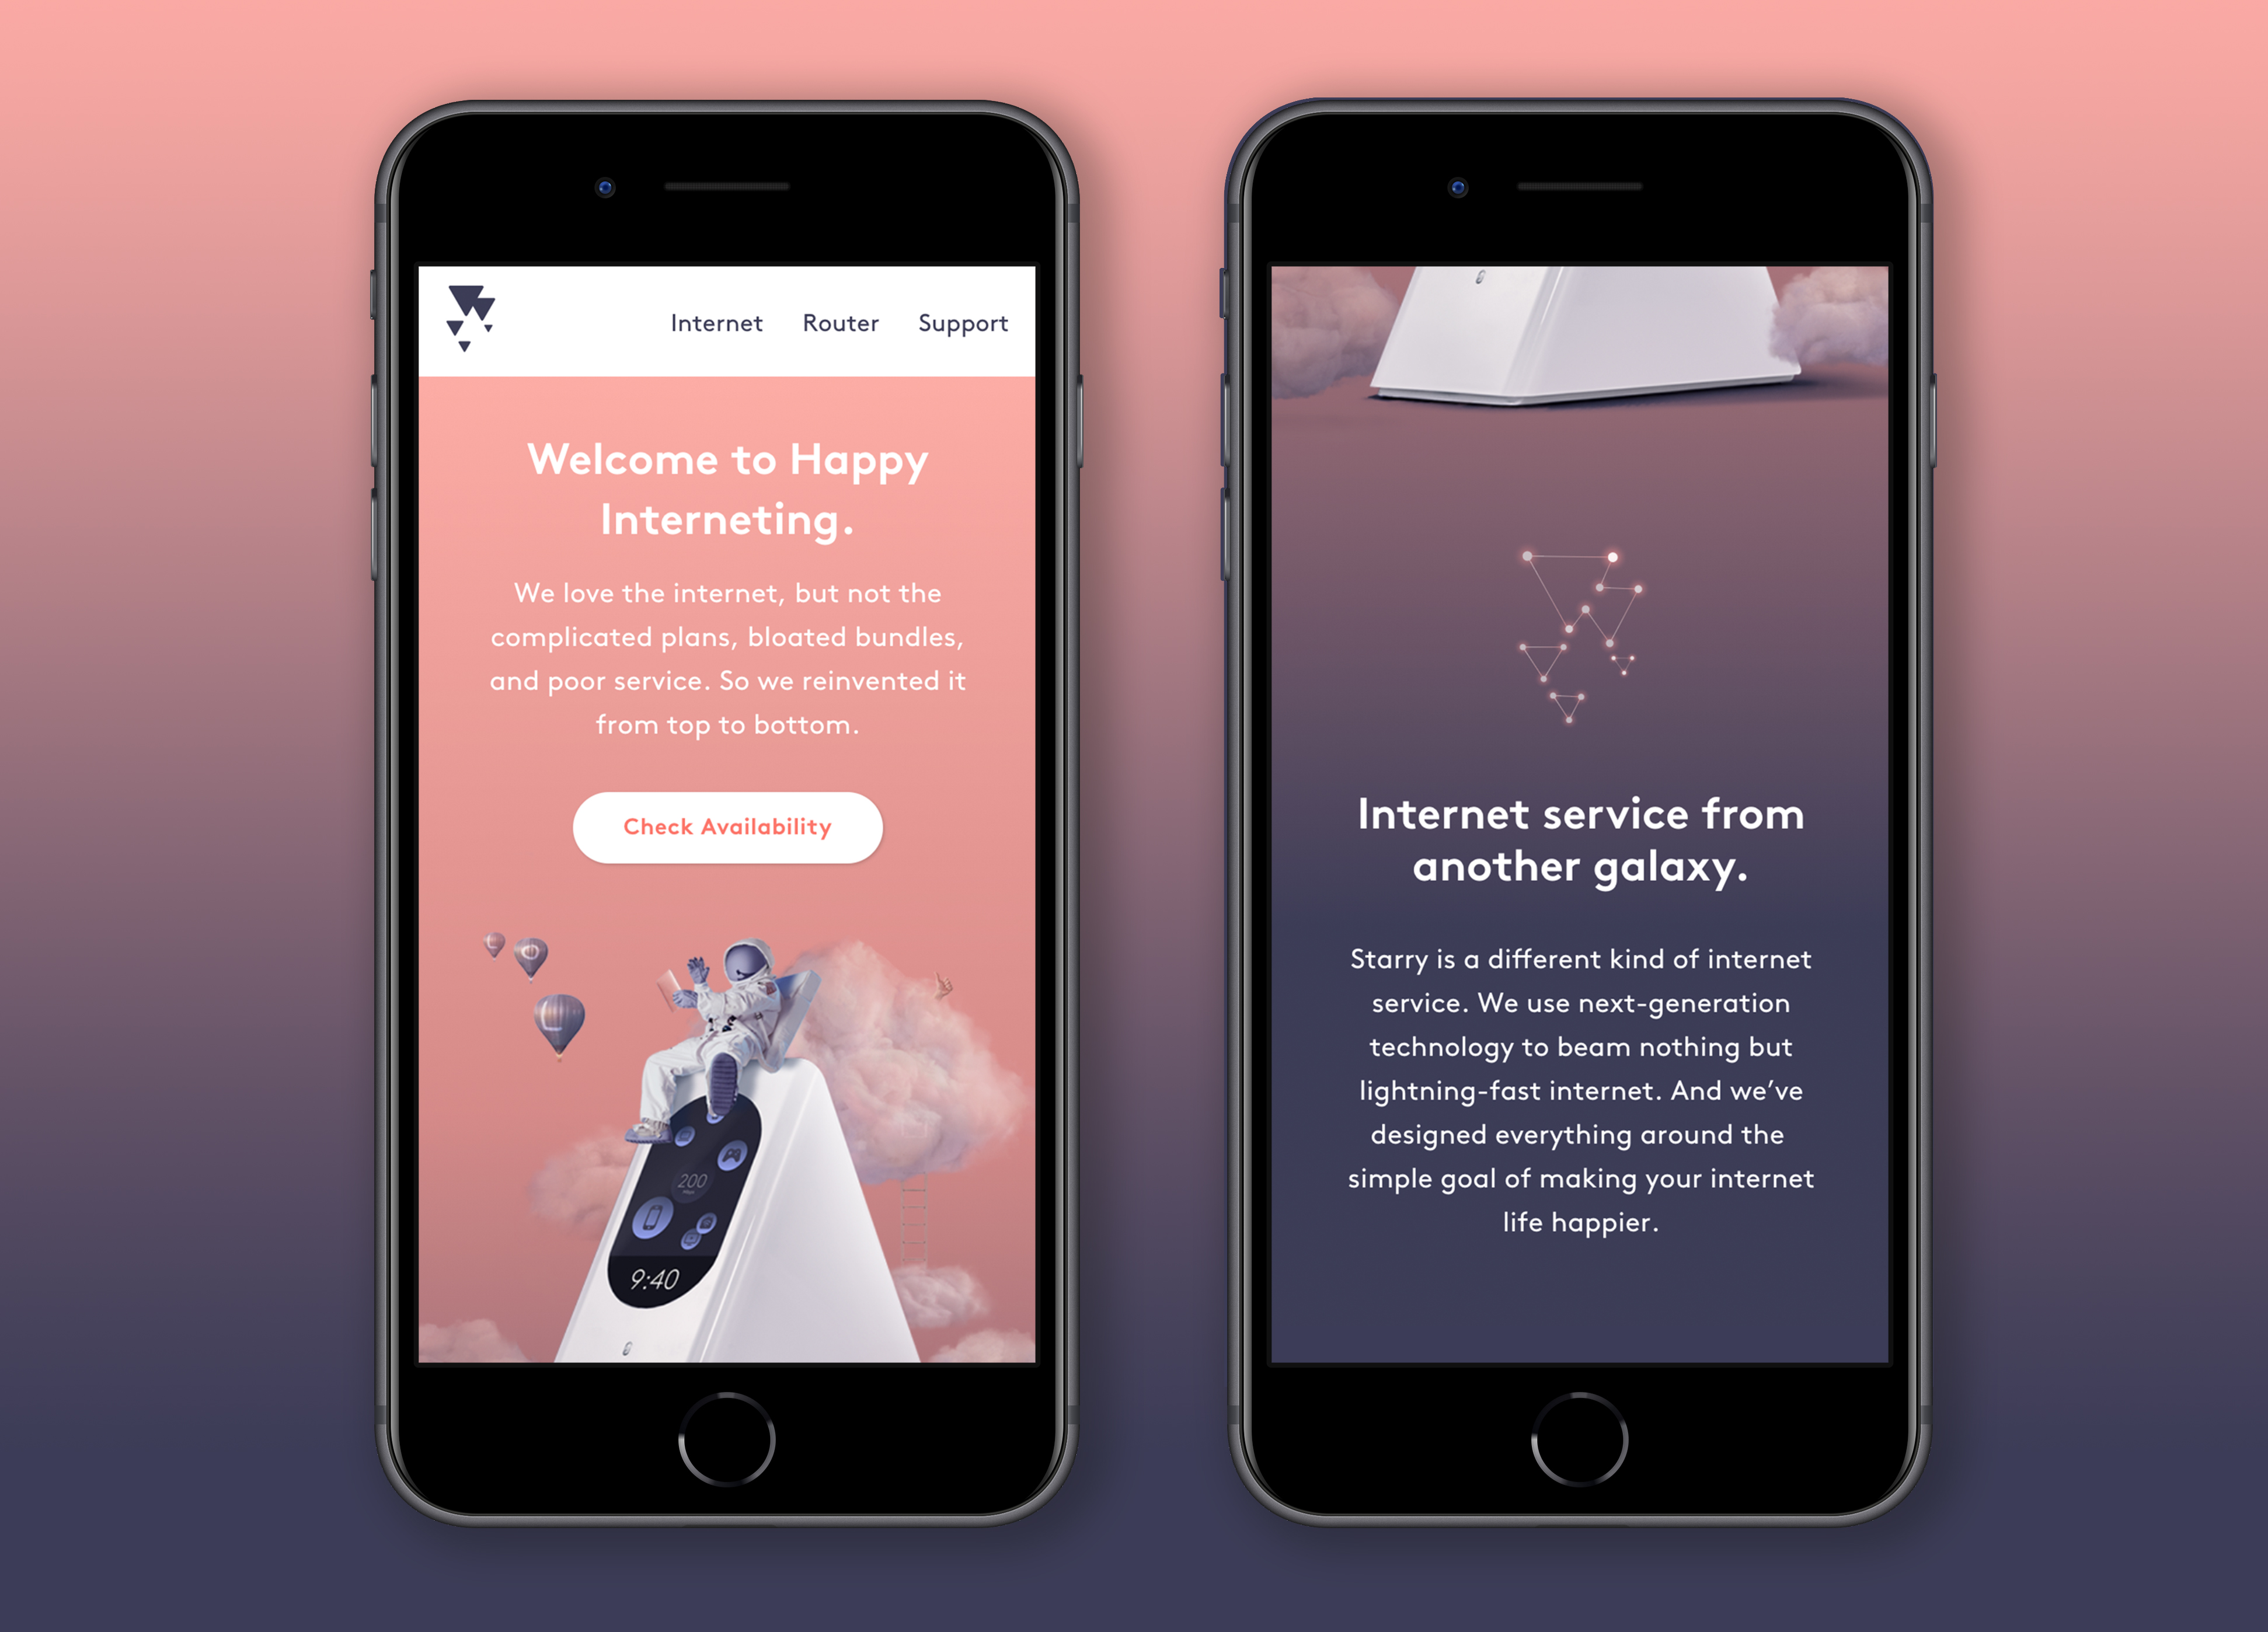 Internet Router Support
Welcome to Happy
Interneting.
We love the internet, but not the
complicated plans, bloated bundles,
and poor service. So we reinvented it
from top to bottom.
Check Availability
L O
L
200
Mbps
9:40
Internet service from
another galaxy.
Starry is a different kind of internet
service. We use next-generation
technology to beam nothing but
lightning-fast internet. And we’ve
designed everything around the
simple goal of making your internet
life happier.